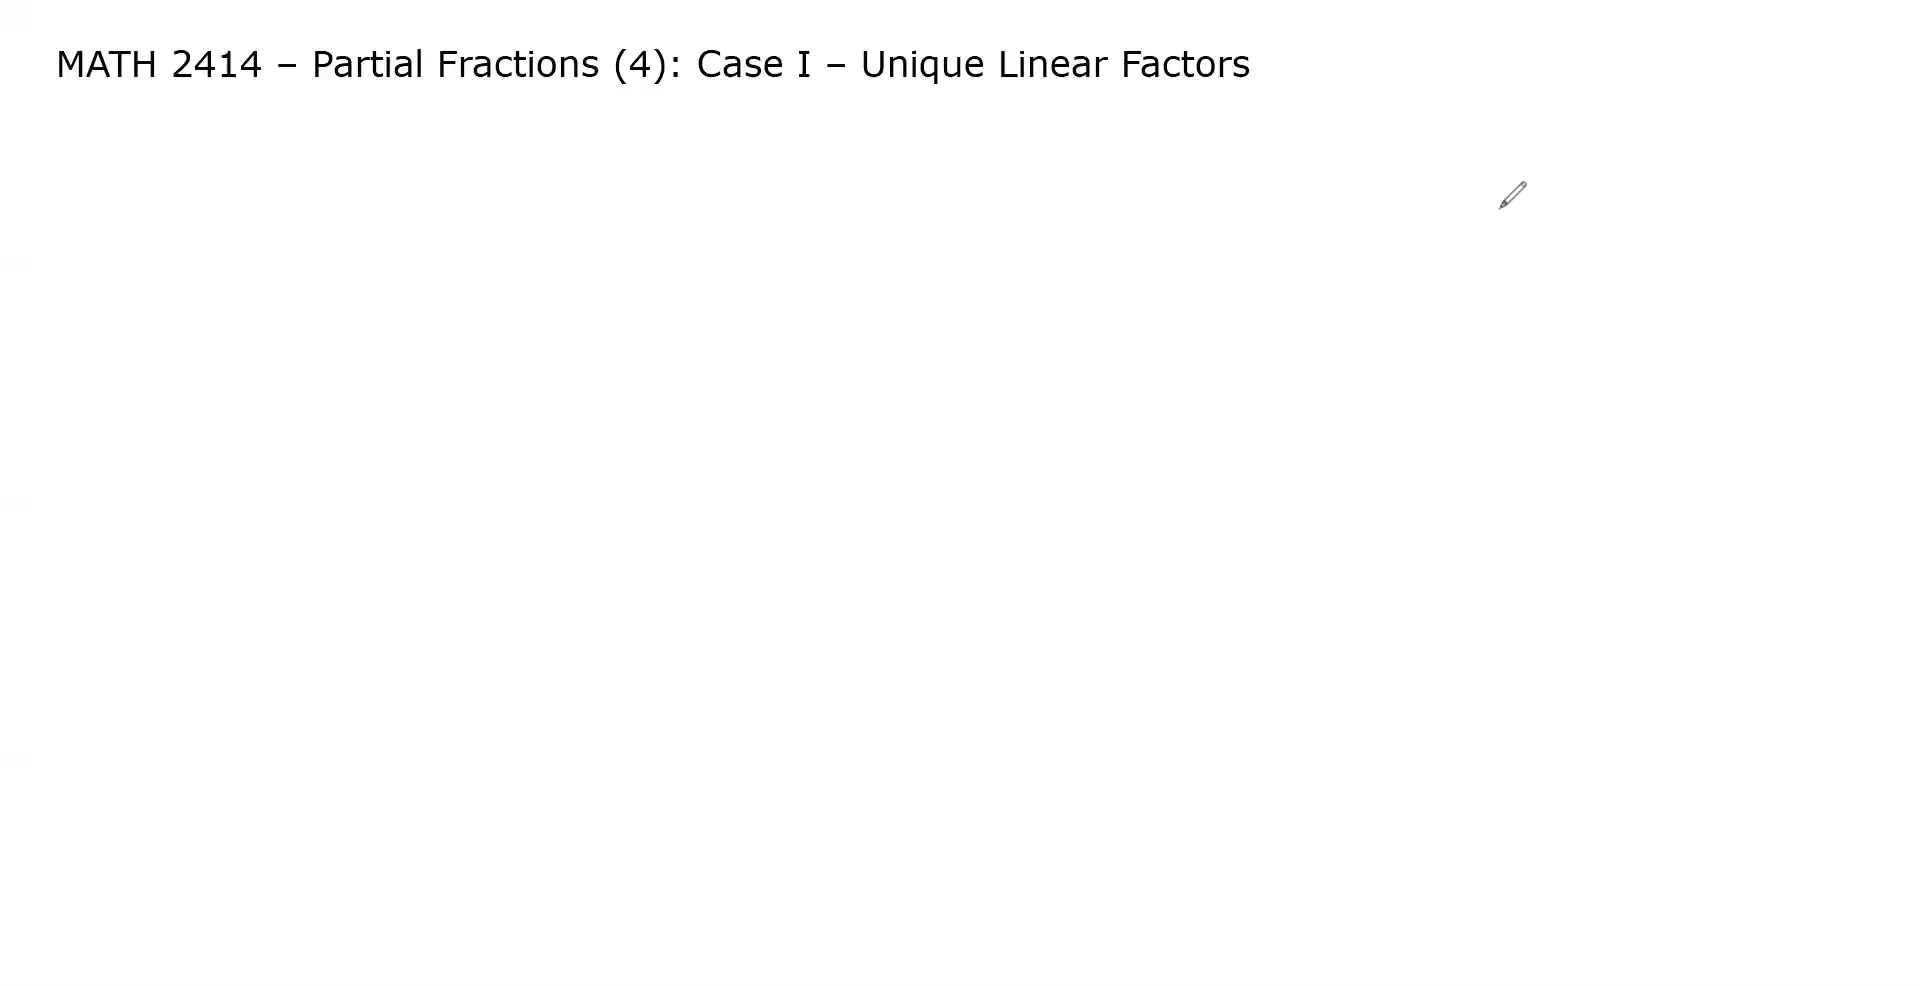 MATH 2414 – Partial Fractions (4): Case I – Unique Linear Factors